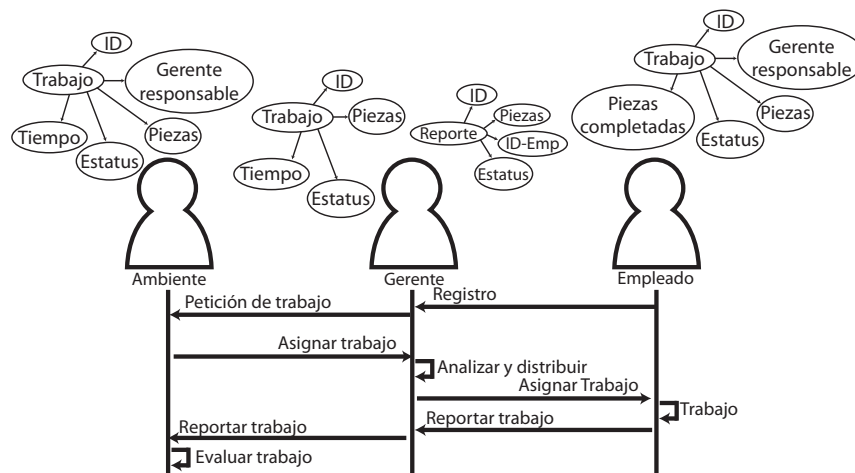 ID
Trabajo
Gerente
responsable
Tiempo
Estatus
Piezas
ID
Trabajo
Piezas
Tiempo
Estatus
ID
Reporte
Piezas
ID-Emp
Estatus
ID
Trabajo
Gerente
responsable
Piezas
completadas
Estatus
Piezas
Ambiente
Gerente
Empleado
Registro
Petición de trabajo
Asignar trabajo
Analizar y distribuir
Asignar Trabajo
Trabajo
Reportar trabajo
Reportar trabajo
Evaluar trabajo